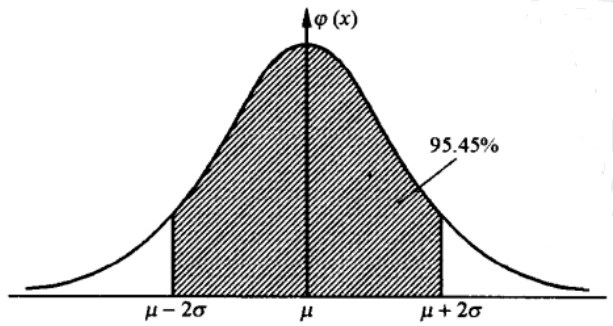 φ (x)
95.45%
μ − 2σ
μ
μ + 2σ